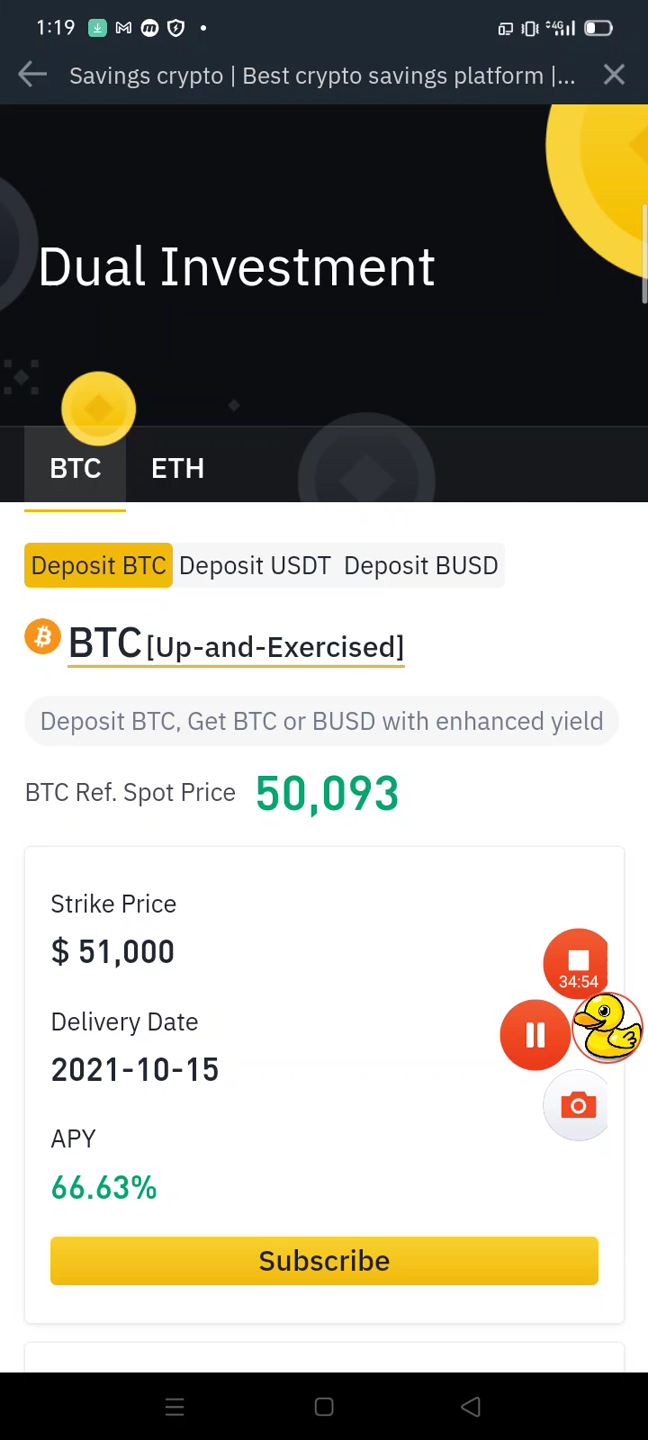 1:19
4G
Savings crypto | Best crypto savings platform |...
Dual Investment
BTC ETH
Deposit BTC Deposit USDT Deposit BUSD
BTC [Up-and-Exercised]
Deposit BTC, Get BTC or BUSD with enhanced yield
BTC Ref. Spot Price 50,093
Strike Price
$ 51,000
34:54
Delivery Date
2021-10-15
APY
66.63%
Subscribe